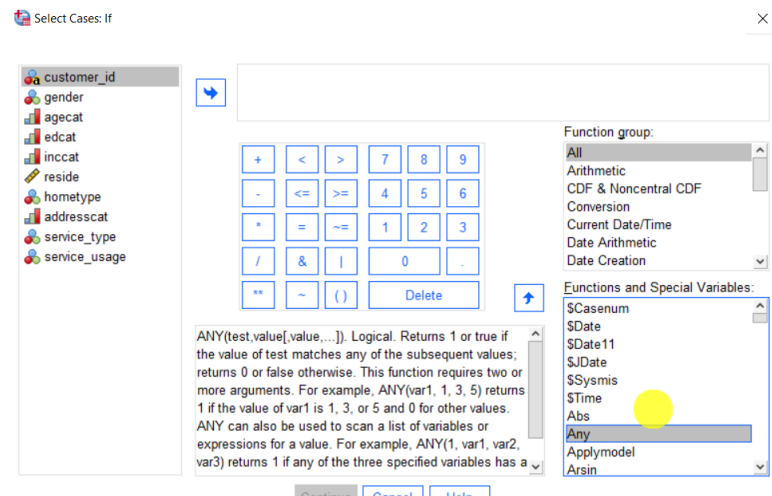 Select Cases: If
customer_id
gender
agecat
edcat
inccat
reside
hometype
addresscat
service_type
service_usage
+ < > 7 8 9
- <= >= 4 5 6
* = ~= 1 2 3
/ & | 0 .
** ~ ( ) Delete
ANY(test,value[,value,...]). Logical. Returns 1 or true if
the value of test matches any of the subsequent values;
returns 0 or false otherwise. This function requires two or
more arguments. For example, ANY(var1, 1, 3, 5) returns
1 if the value of var1 is 1, 3, or 5 and 0 for other values.
ANY can also be used to scan a list of variables or
expressions for a value. For example, ANY(1, var1, var2,
var3) returns 1 if any of the three specified variables has a
Function group:
All
Arithmetic
CDF & Noncentral CDF
Conversion
Current Date/Time
Date Arithmetic
Date Creation
Functions and Special Variables:
$Casenum
$Date
$Date11
$JDate
$Sysmis
$Time
Abs
Any
Applymodel
Arsin
Continue Cancel Help